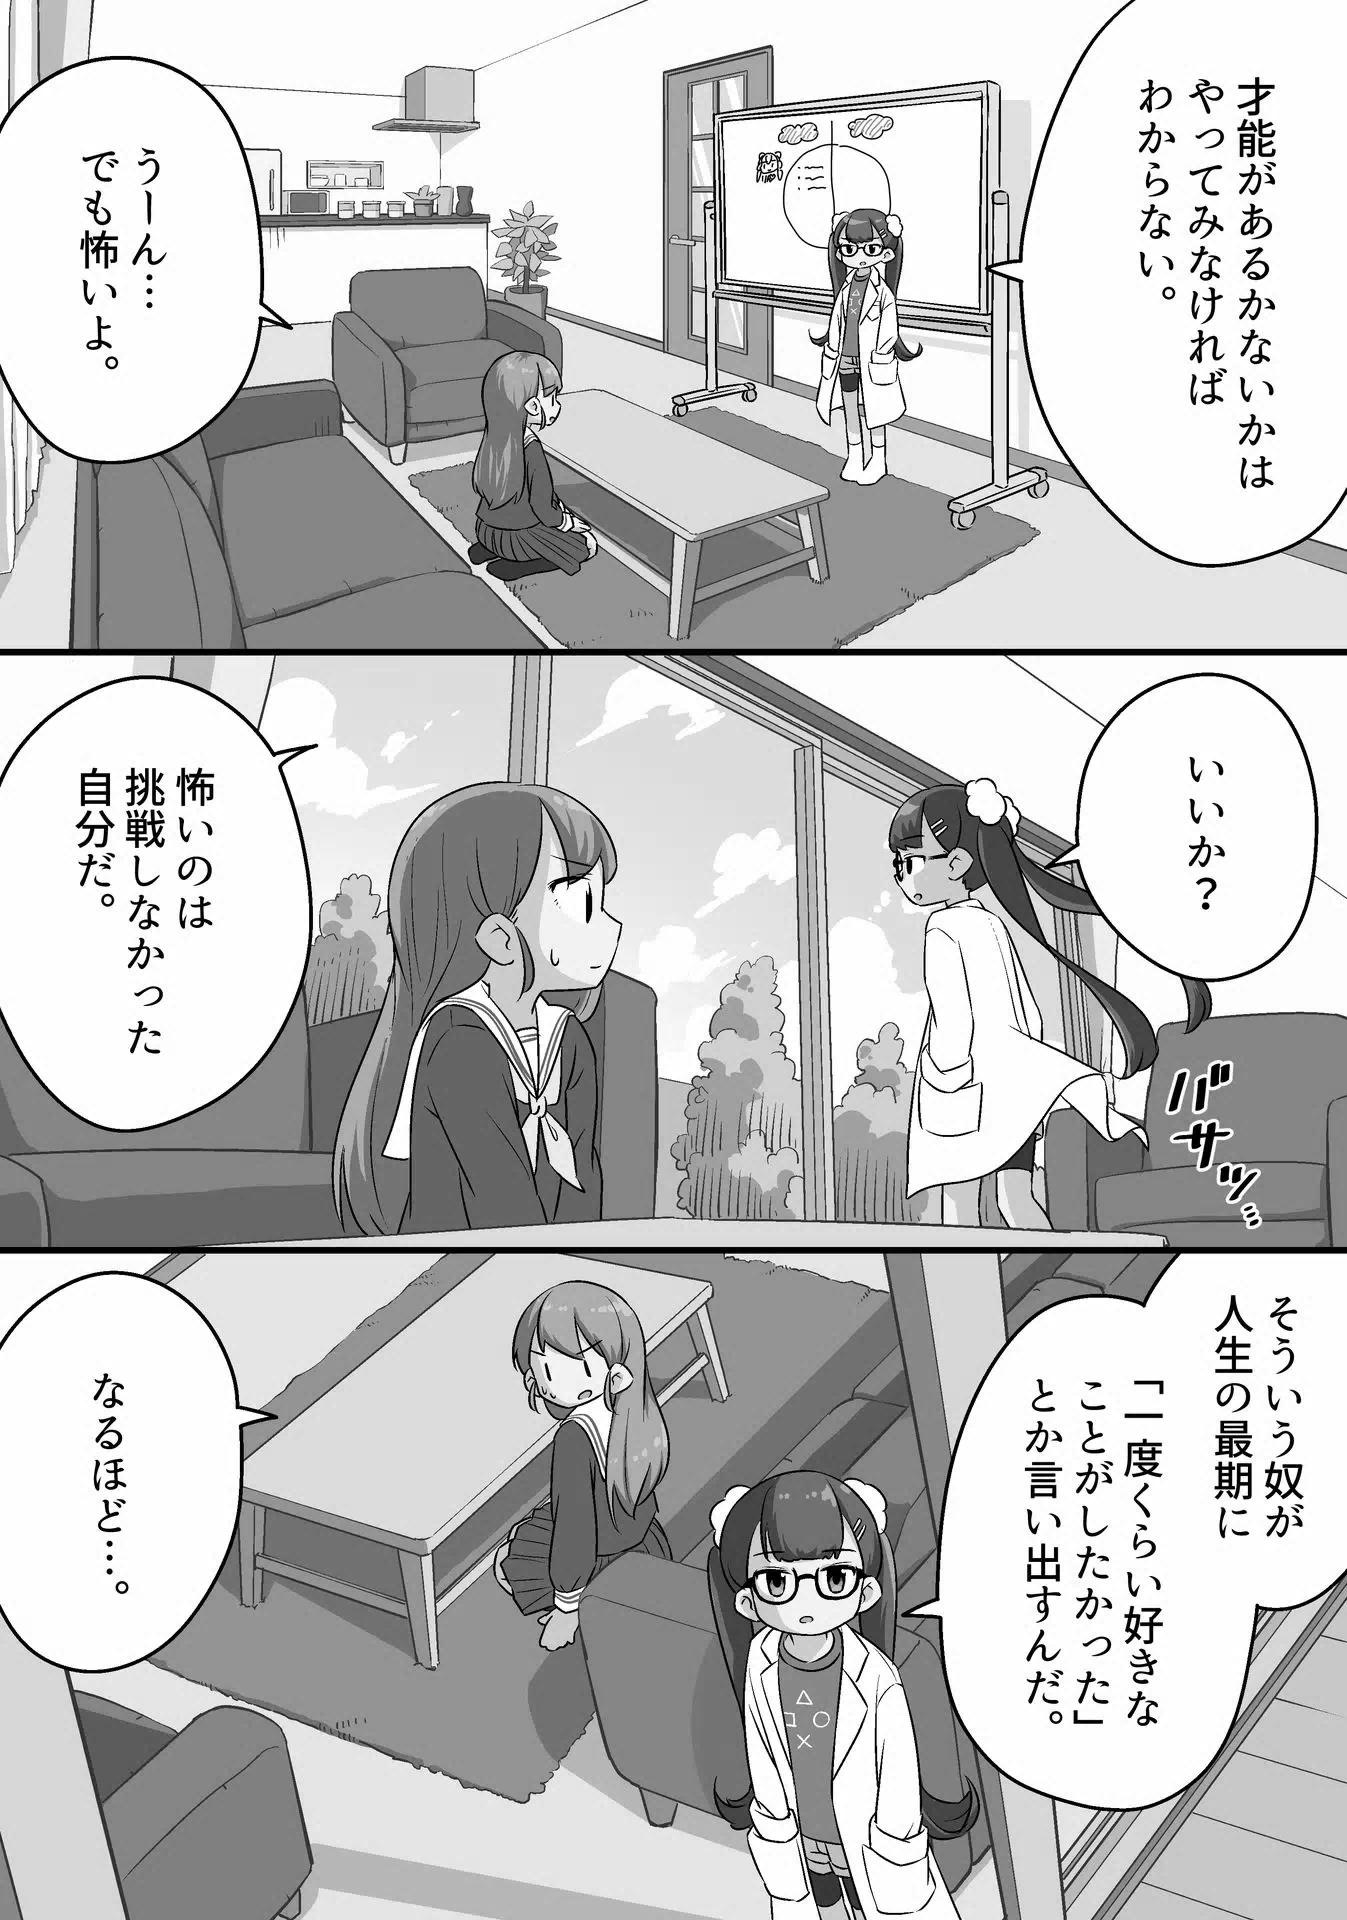 才能があるかないかは
やってみなければ
わからない。
うーん…
でも怖いよ。
いいか？
バサッ
怖いのは
挑戦しなかった
自分だ。
そういう奴が
人生の最期に
「一度くらい好きな
ことがしたかった」
とか言い出すんだ。
なるほど…。